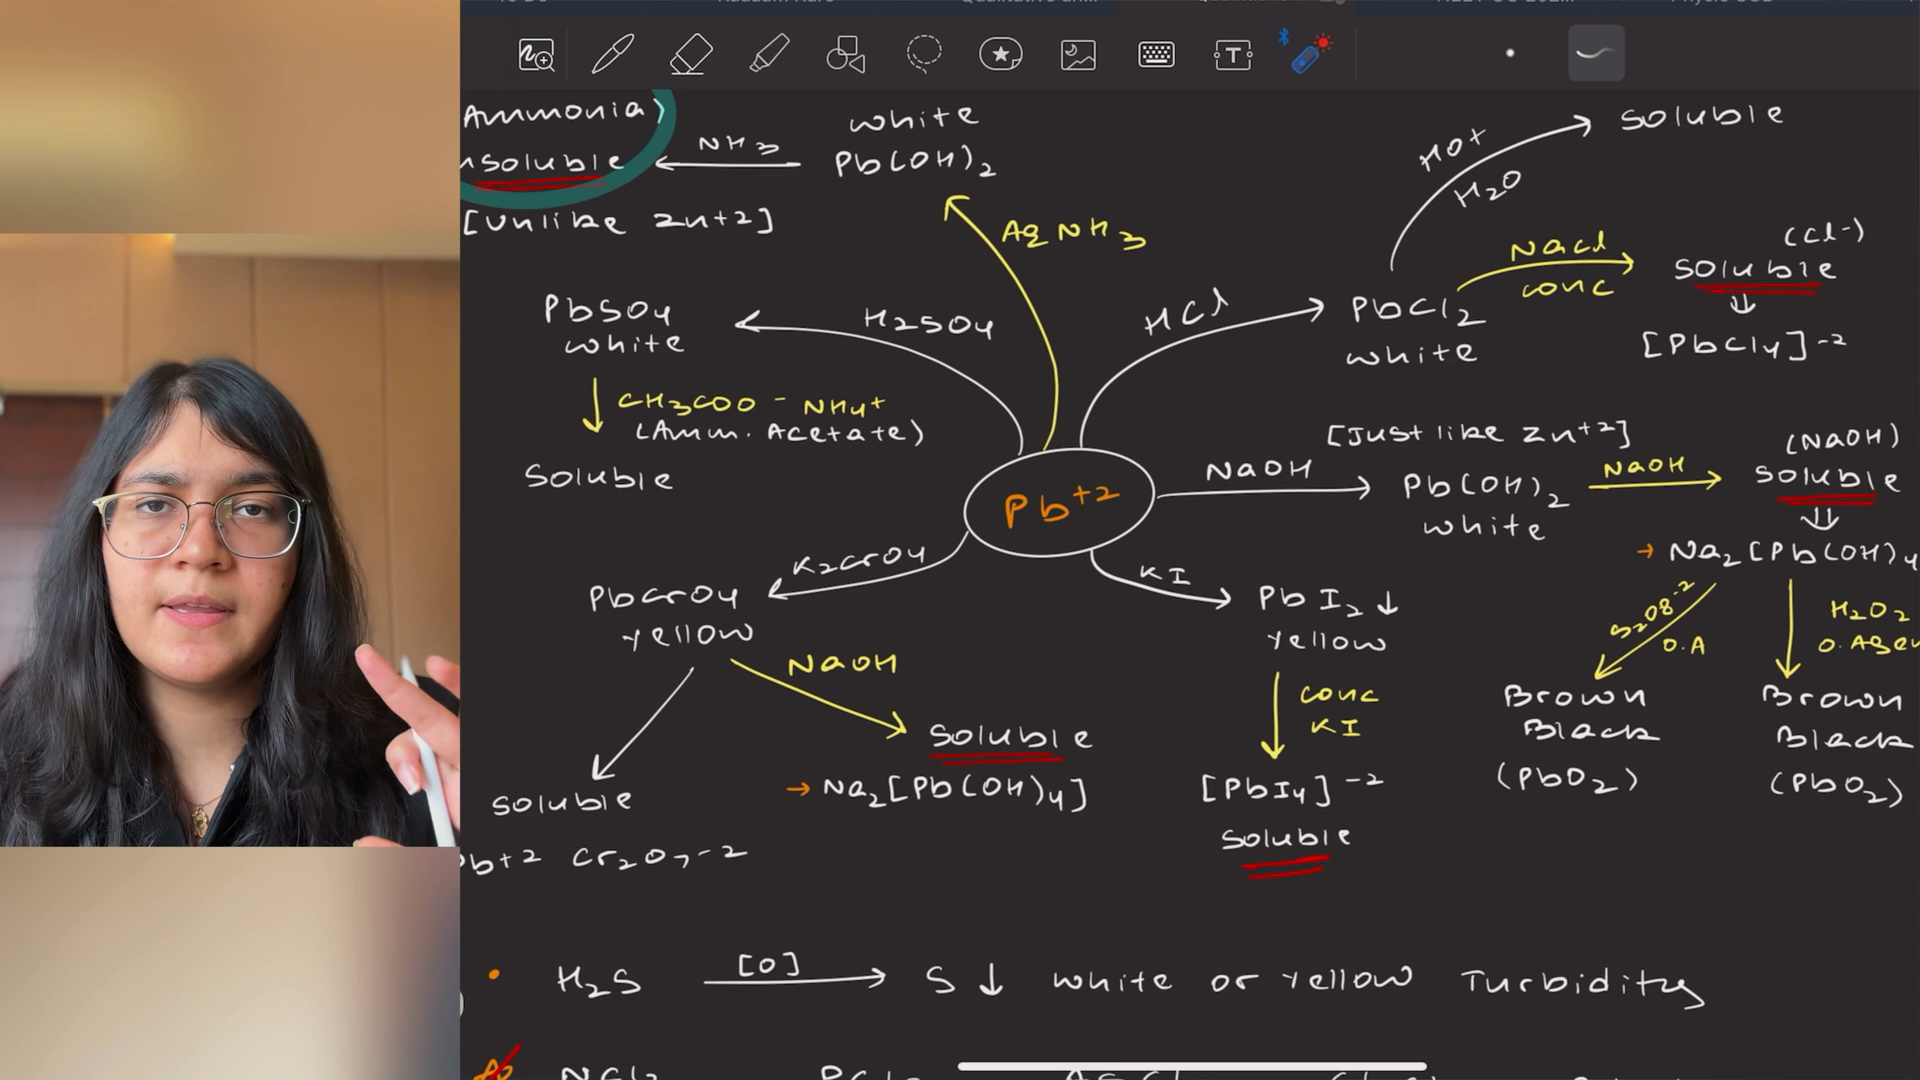 Ammonia)
soluble
NH3
white
Pb(OH)2
[unlike Zn+2]
Aq NH3
HOT
H2O
soluble
NaCl
conc
(Cl-)
soluble
[PbCl4]-2
PbSO4
white
H2SO4
HCl
PbCl2
white
CH3COO - NH4+
(Amm. Acetate)
soluble
[Just like Zn+2]
Pb+2
NaOH
Pb(OH)2
white
NaOH
(NaOH)
soluble
→ Na2[Pb(OH)4
K2CrO4
PbCrO4
yellow
KI
PbI2 ↓
yellow
S2O8-2
O.A
H2O2
NaOH
soluble
→ Na2[Pb(OH)4]
conc
KI
[PbI4]-2
soluble
Brown
Black
(PbO2)
Brown
Black
(PbO2)
soluble
b+2 Cr2O7-2
• H2S [O] S ↓ white or yellow Turbidity